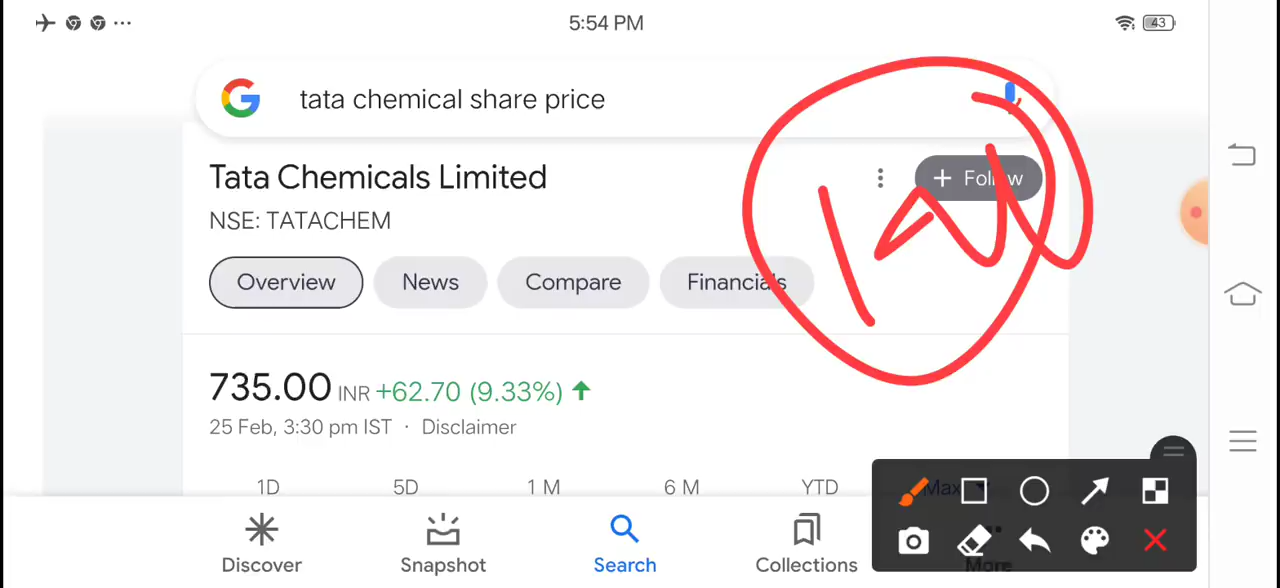 5:54 PM
43
tata chemical share price
Tata Chemicals Limited
+ Follow
NSE: TATACHEM
Overview
News
Compare
Financials
735.00 INR +62.70 (9.33%) ↑
25 Feb, 3:30 pm IST · Disclaimer
1D
5D
1 M
6 M
YTD
Max
Discover
Snapshot
Search
Collections
More